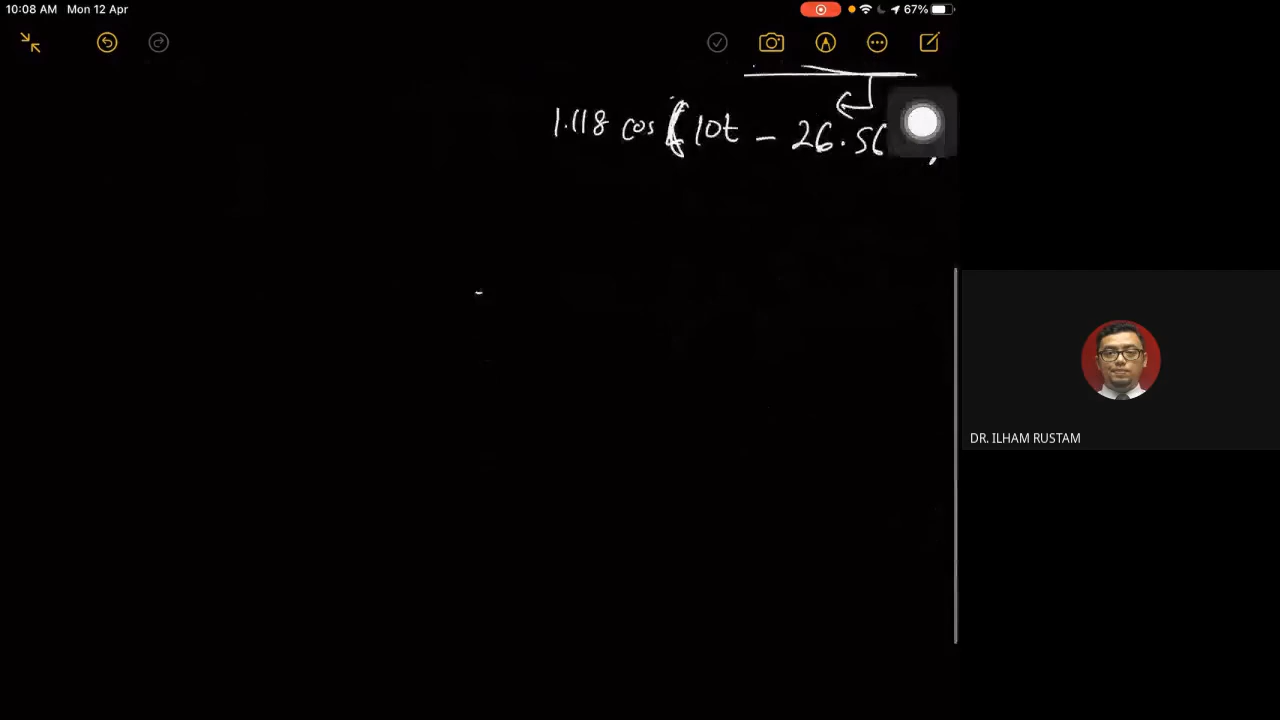 10:08 AM Mon 12 Apr
67%
1.118 cos (10t - 26.56
DR. ILHAM RUSTAM